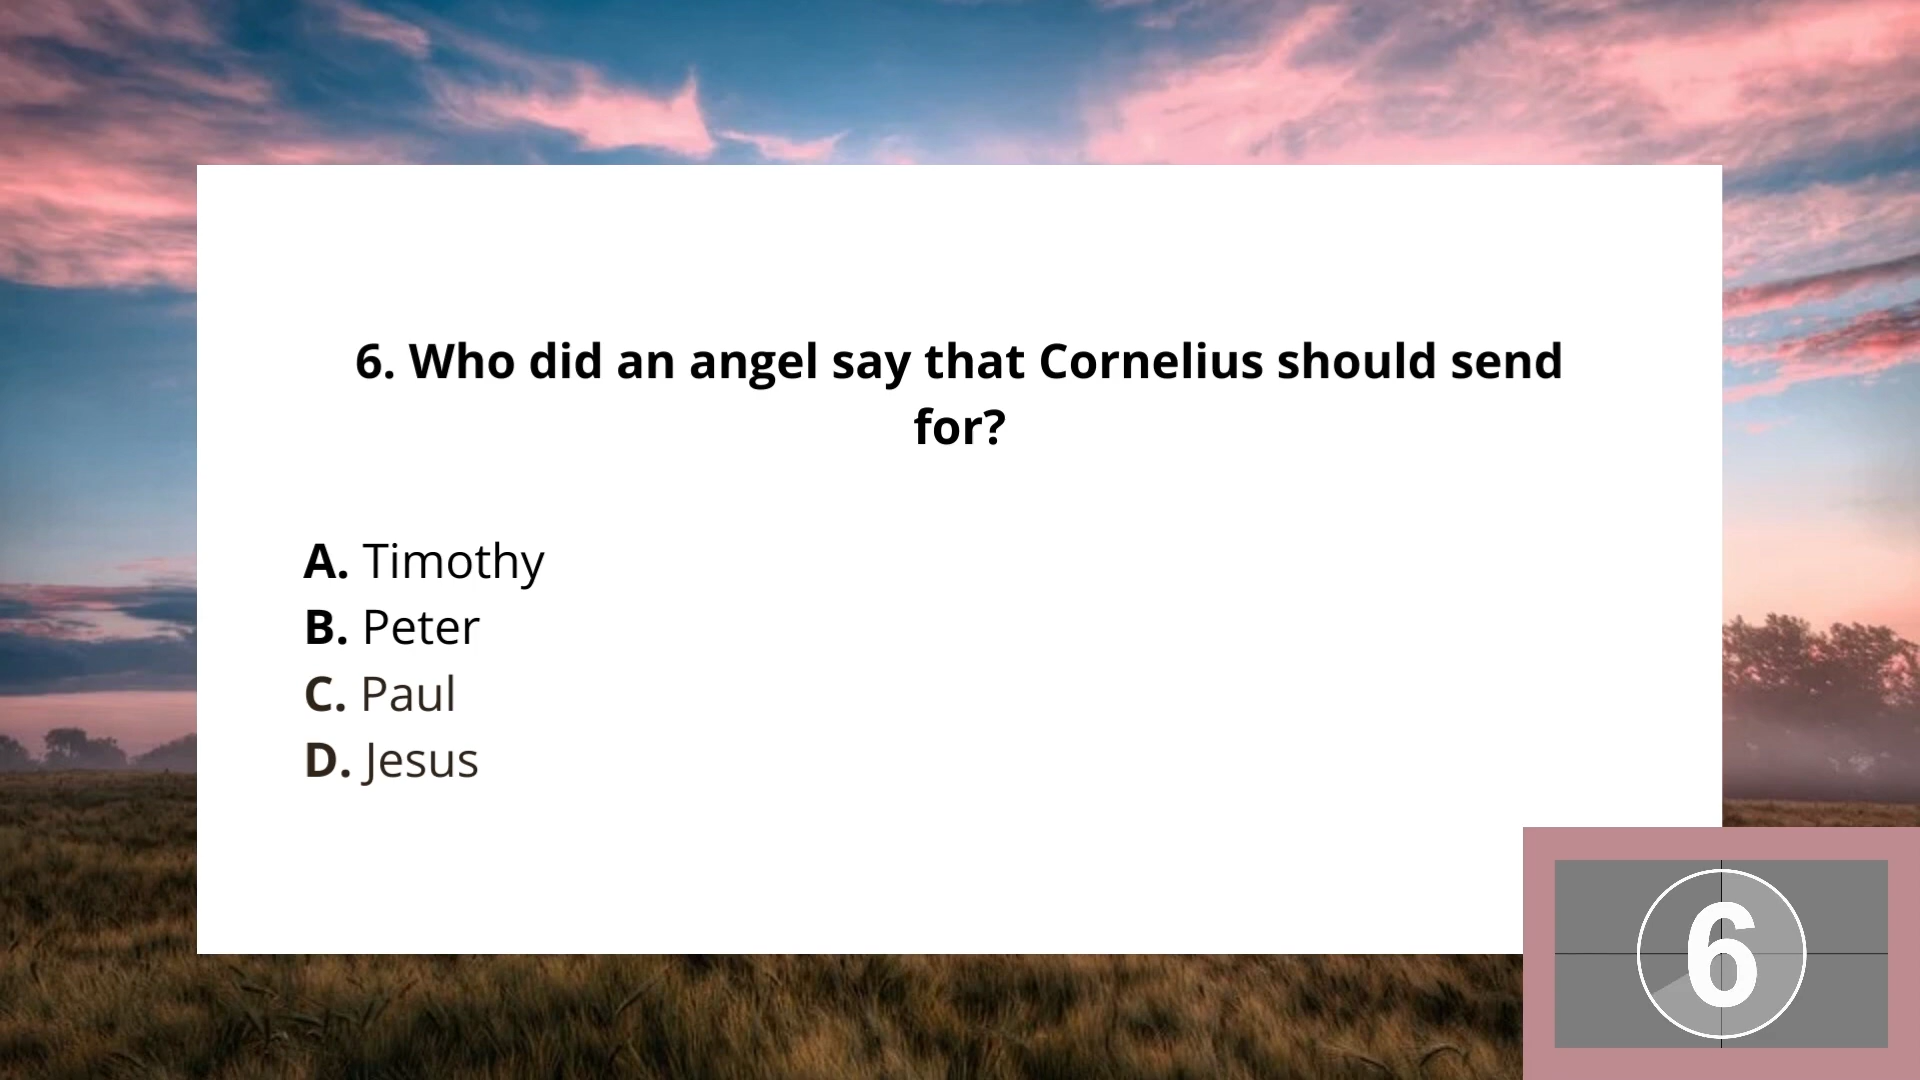 6. Who did an angel say that Cornelius should send
for?
A. Timothy
B. Peter
C. Paul
D. Jesus
6